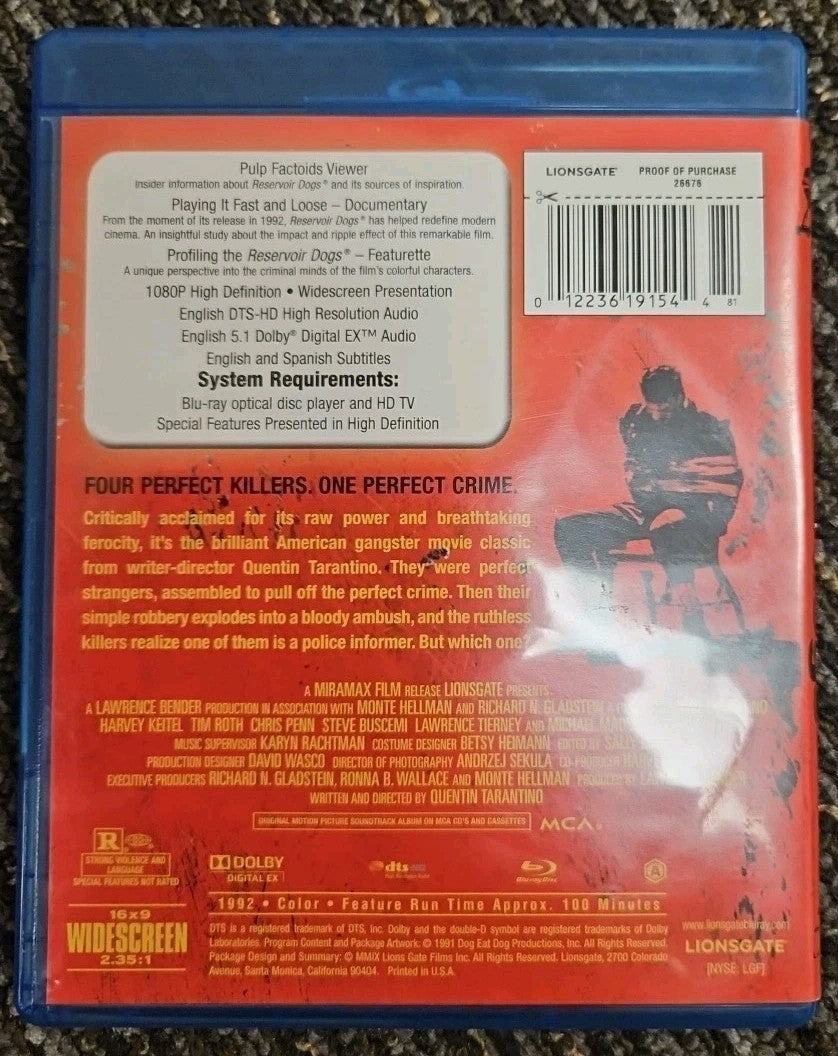 Pulp Factoids Viewer
Insider information about Reservoir Dogs® and its sources of inspiration.
Playing It Fast and Loose – Documentary
From the moment of its release in 1992, Reservoir Dogs® has helped redefine modern
cinema. An insightful study about the impact and ripple effect of this remarkable film.
Profiling the Reservoir Dogs® – Featurette
A unique perspective into the criminal minds of the film's colorful characters.
1080P High Definition • Widescreen Presentation
English DTS-HD High Resolution Audio
English 5.1 Dolby® Digital EX™ Audio
English and Spanish Subtitles
System Requirements:
Blu-ray optical disc player and HD TV
Special Features Presented in High Definition
LIONSGATE® PROOF OF PURCHASE
26676
0 12236 19154 4 81
FOUR PERFECT KILLERS. ONE PERFECT CRIME.
Critically acclaimed for its raw power and breathtaking
ferocity, it's the brilliant American gangster movie classic
from writer-director Quentin Tarantino. They were perfect
strangers, assembled to pull off the perfect crime. Then their
simple robbery explodes into a bloody ambush, and the ruthless
killers realize one of them is a police informer. But which one?
A MIRAMAX FILM RELEASE LIONSGATE PRESENTS
A LAWRENCE BENDER PRODUCTION IN ASSOCIATION WITH MONTE HELLMAN AND RICHARD N. GLADSTEIN
HARVEY KEITEL TIM ROTH CHRIS PENN STEVE BUSCEMI LAWRENCE TIERNEY AND MICHAEL
MUSIC SUPERVISOR KARYN RACHTMAN COSTUME DESIGNER BETSY HEIMANN EDITED BY
PRODUCTION DESIGNER DAVID WASCO DIRECTOR OF PHOTOGRAPHY ANDRZEJ SEKULA CO-PRODUCER
EXECUTIVE PRODUCERS RICHARD N. GLADSTEIN, RONNA B. WALLACE AND MONTE HELLMAN PRODUCED BY
WRITTEN AND DIRECTED BY QUENTIN TARANTINO
ORIGINAL MOTION PICTURE SOUNDTRACK ALBUM ON MCA CD'S AND CASSETTES MCA.
R
STRONG VIOLENCE AND
LANGUAGE
SPECIAL FEATURES NOT RATED
DOLBY
DIGITAL EX
dts
Blu-ray Disc
A
16x9
WIDESCREEN
2.35:1
1992 • Color • Feature Run Time Approx. 100 Minutes
DTS is a registered trademark of DTS, Inc. Dolby and the double-D symbol are registered trademarks of Dolby
Laboratories. Program Content and Package Artwork: © 1991 Dog Eat Dog Productions, Inc. All Rights Reserved.
Package Design and Summary: © MMIX Lions Gate Films Inc. All Rights Reserved. Lionsgate, 2700 Colorado
Avenue, Santa Monica, California 90404. Printed in U.S.A.
www.lionsgatebluray.com
LIONSGATE®
[NYSE: LGF]